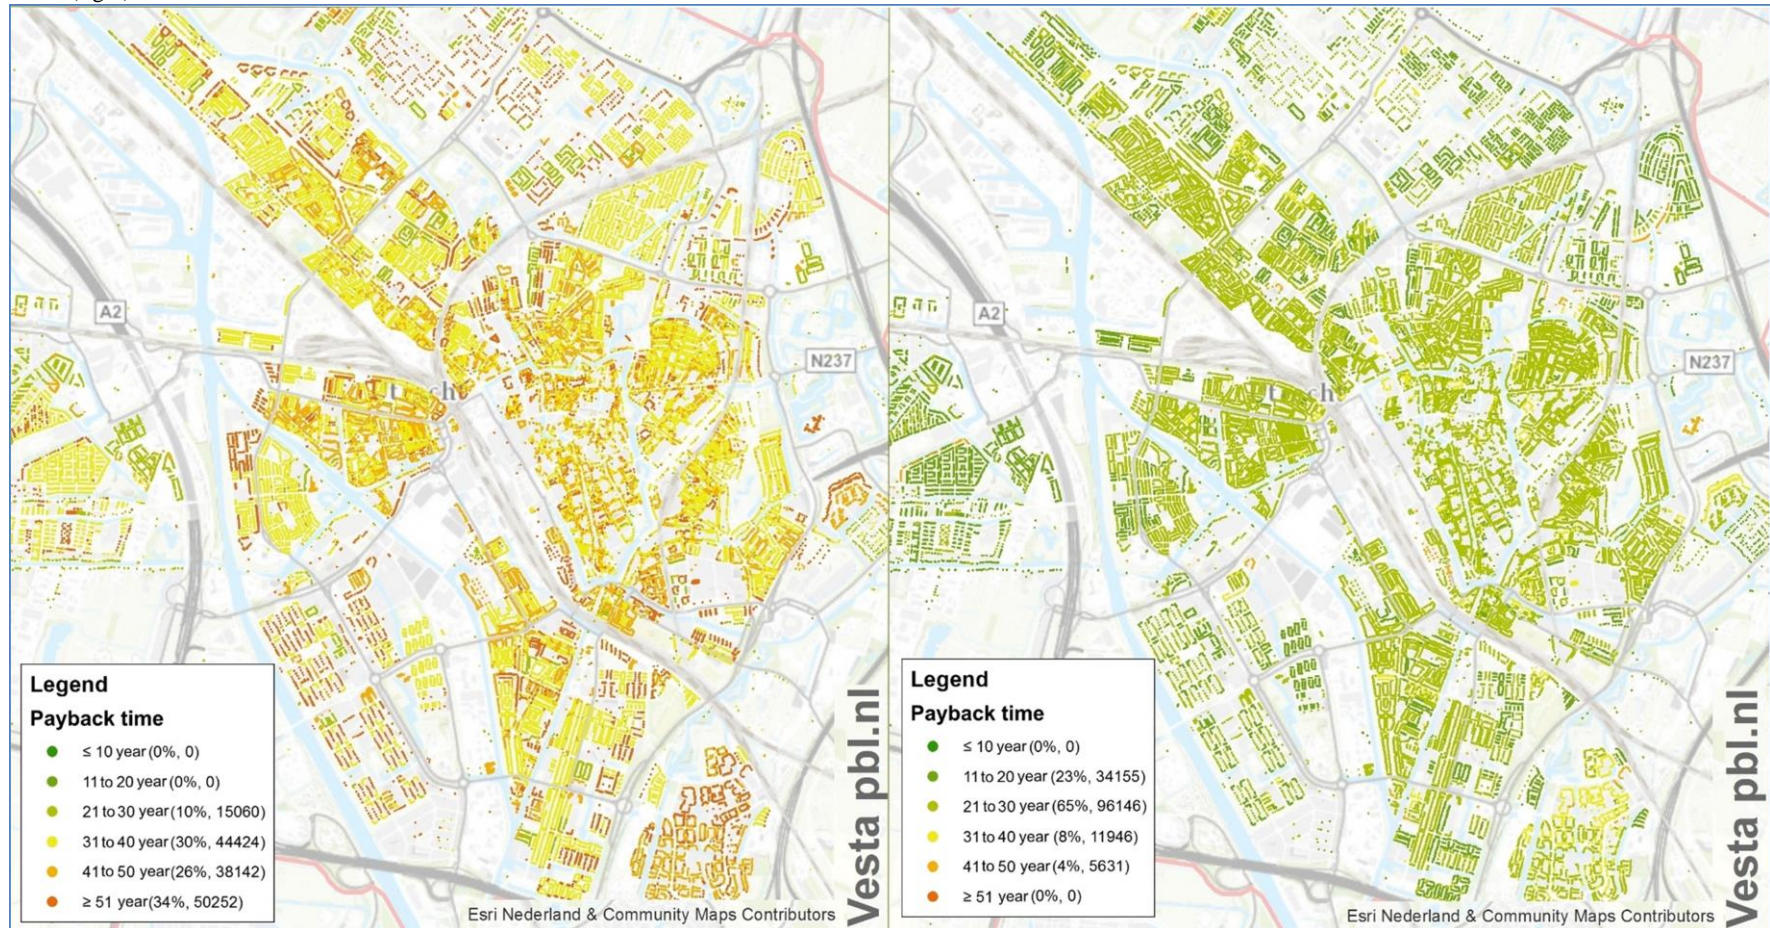 A2
N237
t ch
Legend
Payback time
≤ 10 year (0%, 0)
11 to 20 year (0%, 0)
21 to 30 year (10%, 15060)
31 to 40 year (30%, 44424)
41 to 50 year (26%, 38142)
≥ 51 year (34%, 50252)
Esri Nederland & Community Maps Contributors
Vesta pbl.nl
A2
N237
t ch
Legend
Payback time
≤ 10 year (0%, 0)
11 to 20 year (23%, 34155)
21 to 30 year (65%, 96146)
31 to 40 year (8%, 11946)
41 to 50 year (4%, 5631)
≥ 51 year (0%, 0)
Esri Nederland & Community Maps Contributors
Vesta pbl.nl